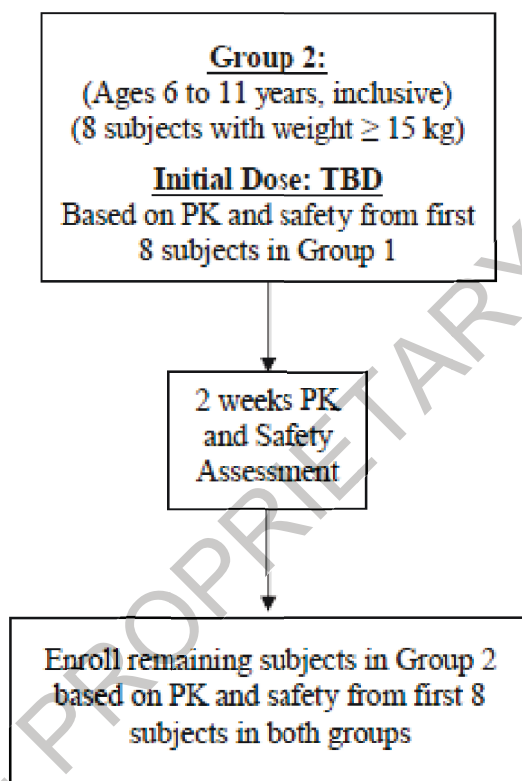 Group 2:
(Ages 6 to 11 years, inclusive)
(8 subjects with weight ≥ 15 kg)
Initial Dose: TBD
Based on PK and safety from first
8 subjects in Group 1
2 weeks PK
and Safety
Assessment
Enroll remaining subjects in Group 2
based on PK and safety from first 8
subjects in both groups
PROPRIETARY